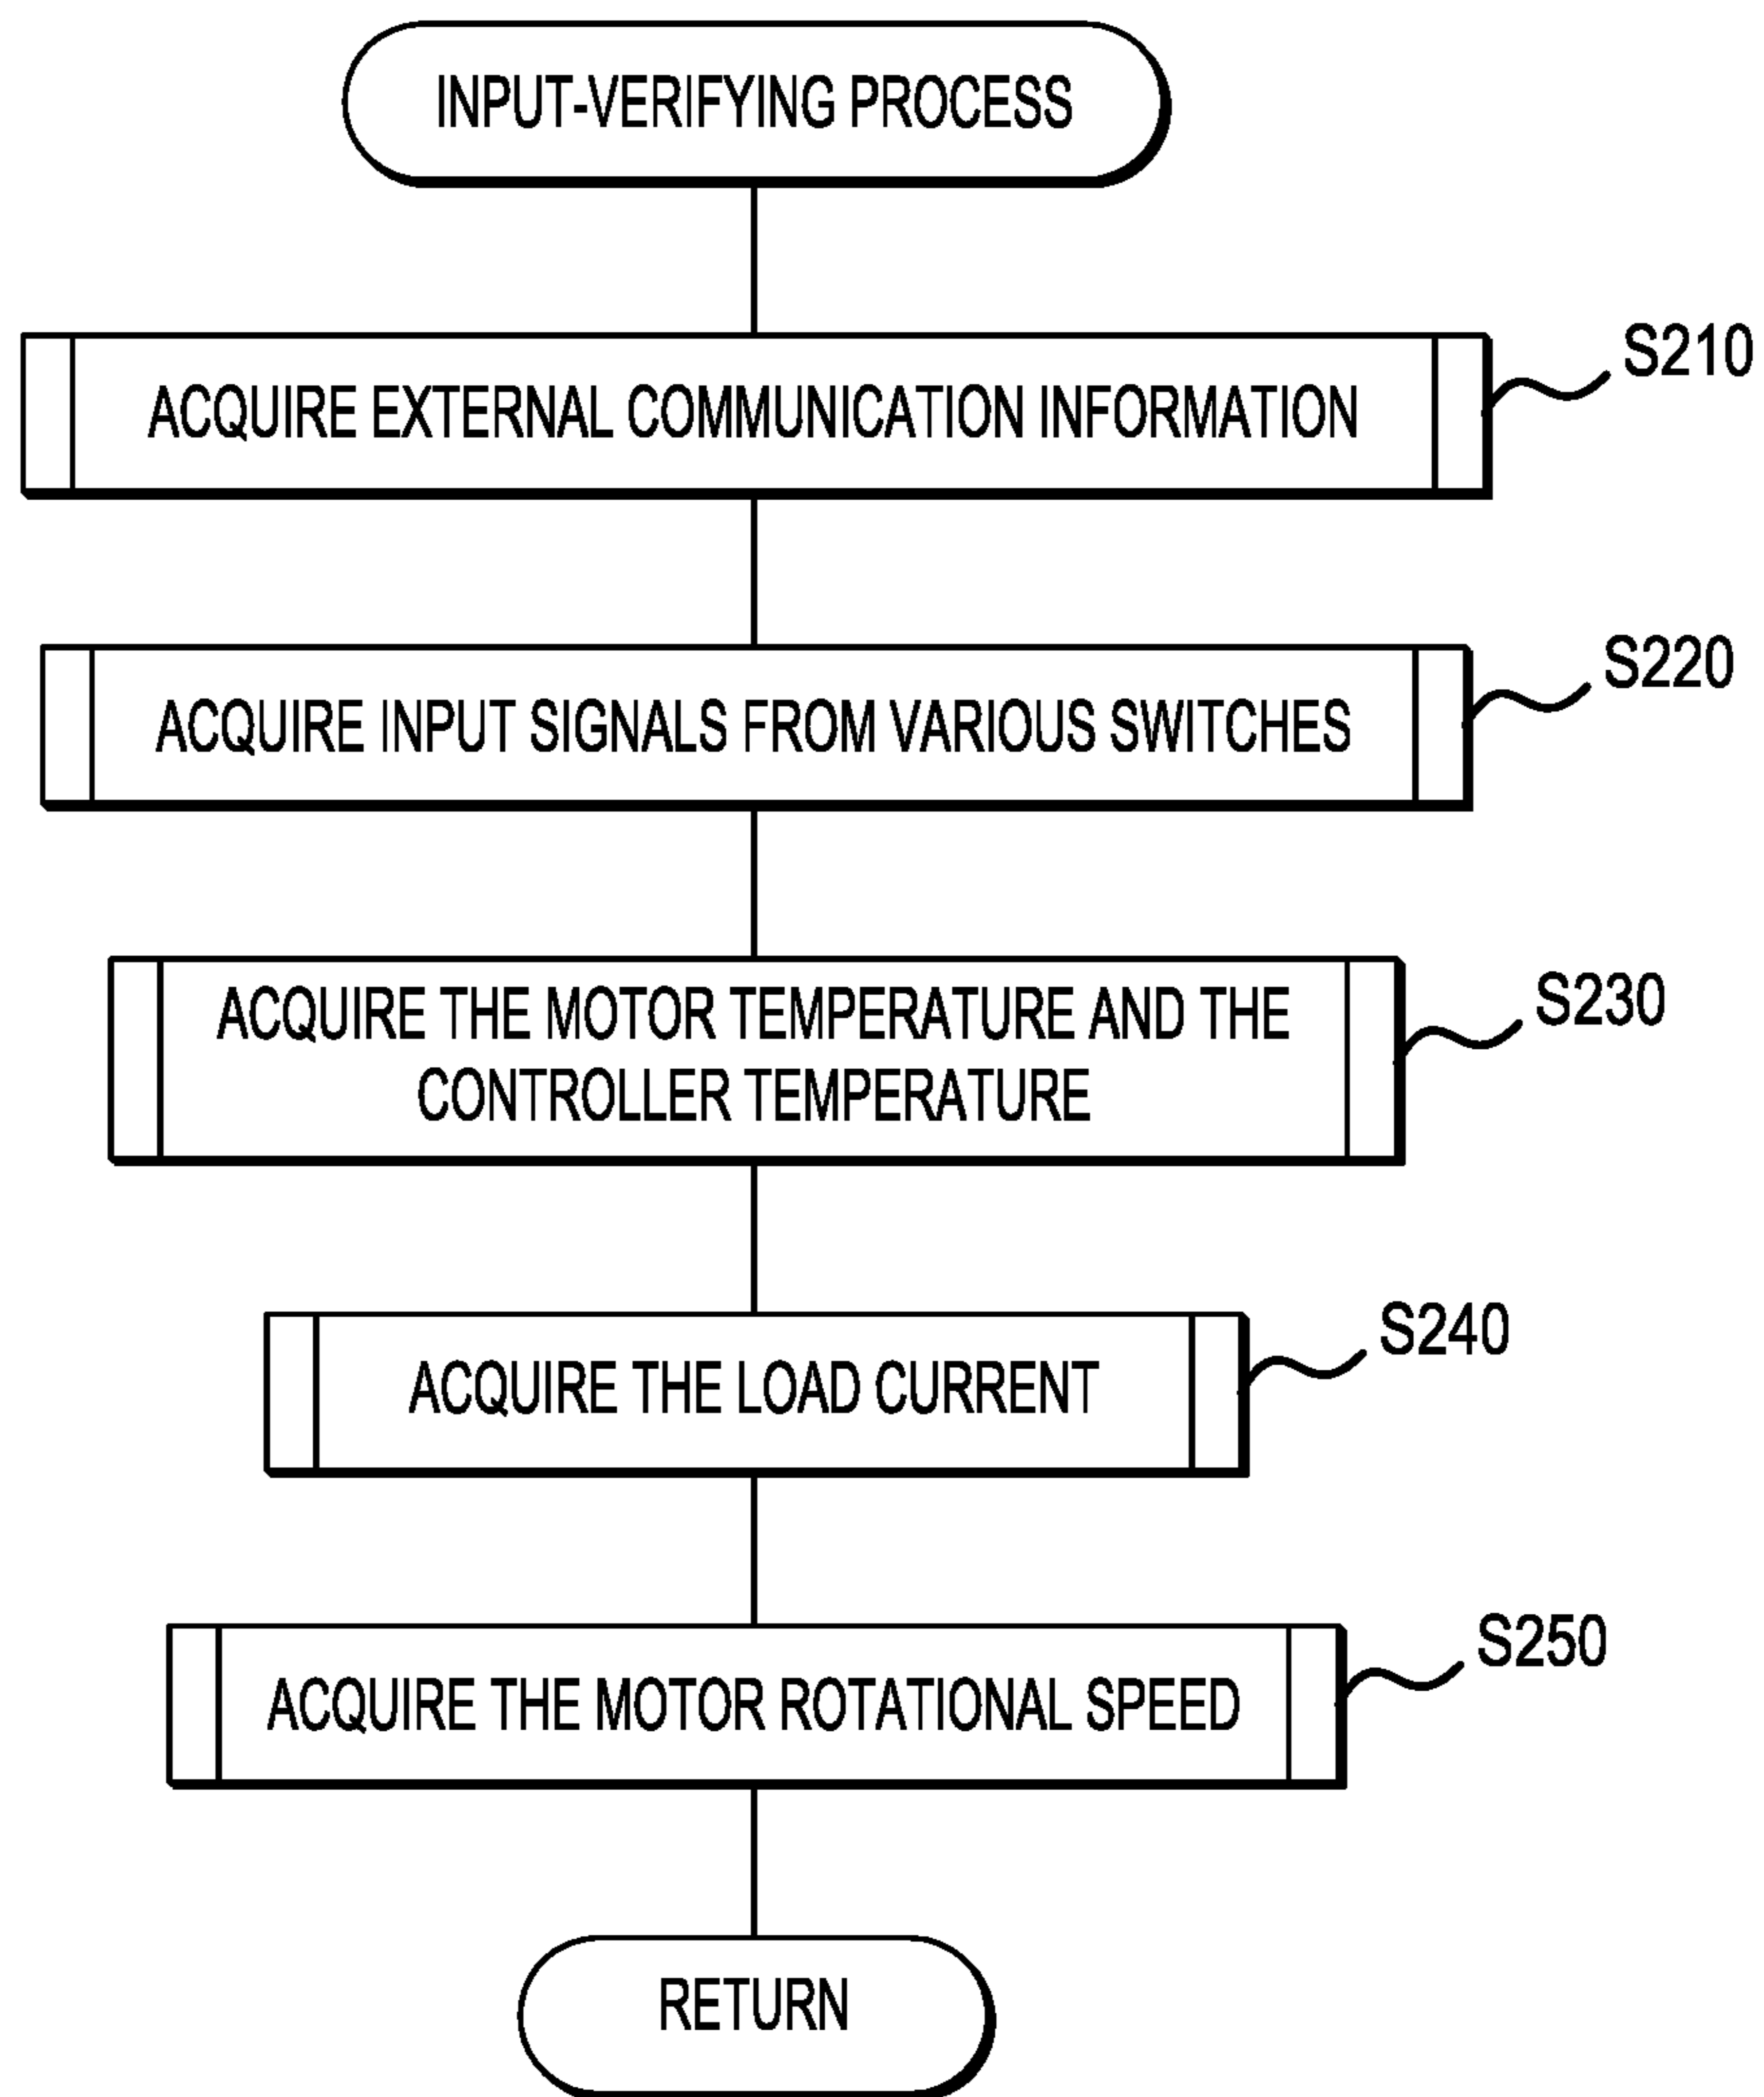 INPUT-VERIFYING PROCESS
ACQUIRE EXTERNAL COMMUNICATION INFORMATION
S210
ACQUIRE INPUT SIGNALS FROM VARIOUS SWITCHES
S220
ACQUIRE THE MOTOR TEMPERATURE AND THE
CONTROLLER TEMPERATURE
S230
ACQUIRE THE LOAD CURRENT
S240
ACQUIRE THE MOTOR ROTATIONAL SPEED
S250
RETURN